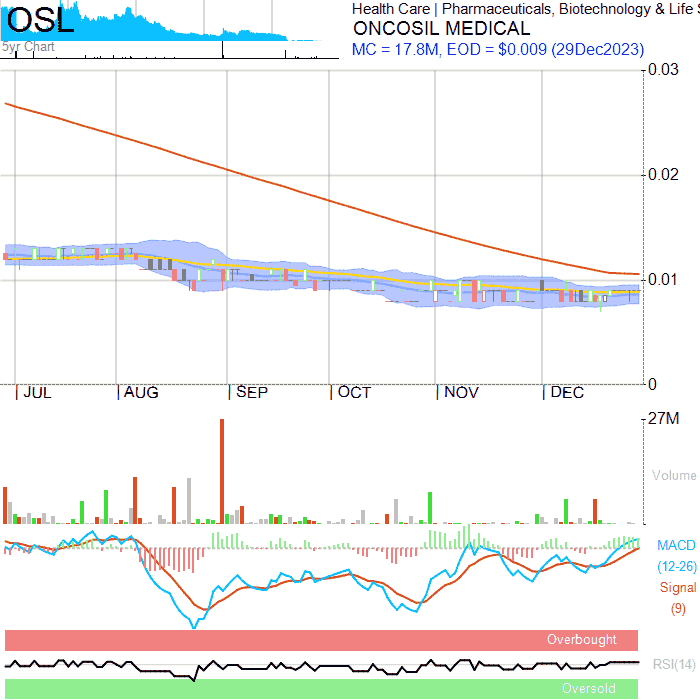 OSL
5yr Chart
Health Care | Pharmaceuticals, Biotechnology & Life
ONCOSIL MEDICAL
MC = 17.8M, EOD = $0.009 (29Dec2023)
0.03
0.02
0.01
0
JUL AUG SEP OCT NOV DEC
27M
Volume
MACD
(12-26)
Signal
(9)
Overbought
RSI(14)
Oversold